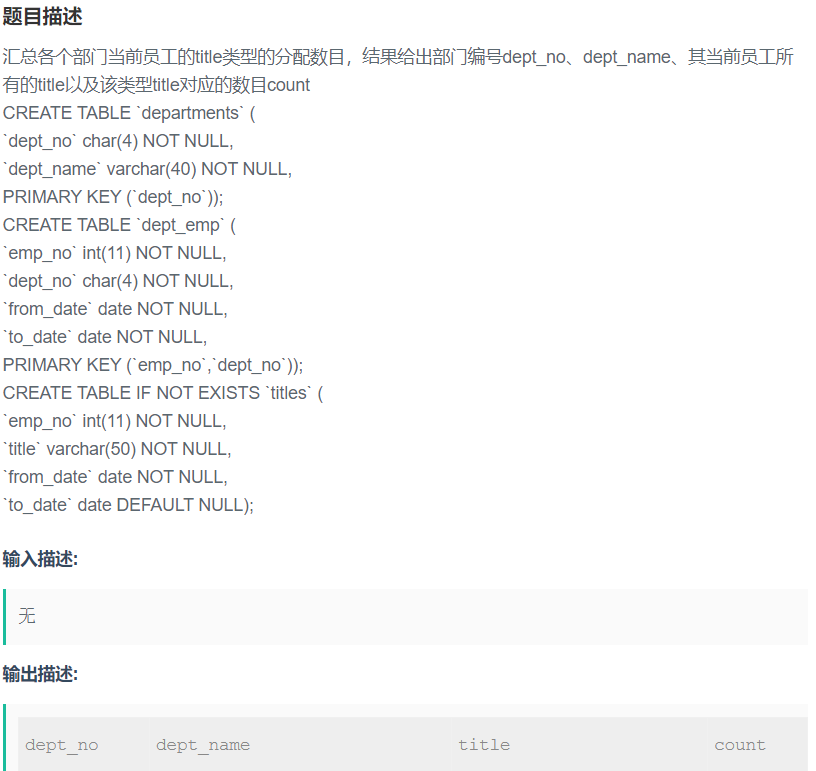 题目描述
汇总各个部门当前员工的title类型的分配数目，结果给出部门编号dept_no、dept_name、其当前员工所
有的title以及该类型title对应的数目count
CREATE TABLE `departments` (
`dept_no` char(4) NOT NULL,
`dept_name` varchar(40) NOT NULL,
PRIMARY KEY (`dept_no`));
CREATE TABLE `dept_emp` (
`emp_no` int(11) NOT NULL,
`dept_no` char(4) NOT NULL,
`from_date` date NOT NULL,
`to_date` date NOT NULL,
PRIMARY KEY (`emp_no`,`dept_no`));
CREATE TABLE IF NOT EXISTS `titles` (
`emp_no` int(11) NOT NULL,
`title` varchar(50) NOT NULL,
`from_date` date NOT NULL,
`to_date` date DEFAULT NULL);
输入描述:
无
输出描述:
dept_no dept_name title count